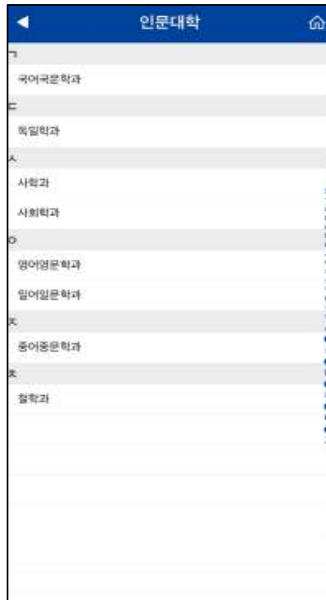 인문대학
ㄱ
국어국문학과
ㄷ
독일학과
ㅅ
사학과
사회학과
ㅇ
영어영문학과
일어일문학과
ㅈ
중어중문학과
ㅊ
철학과